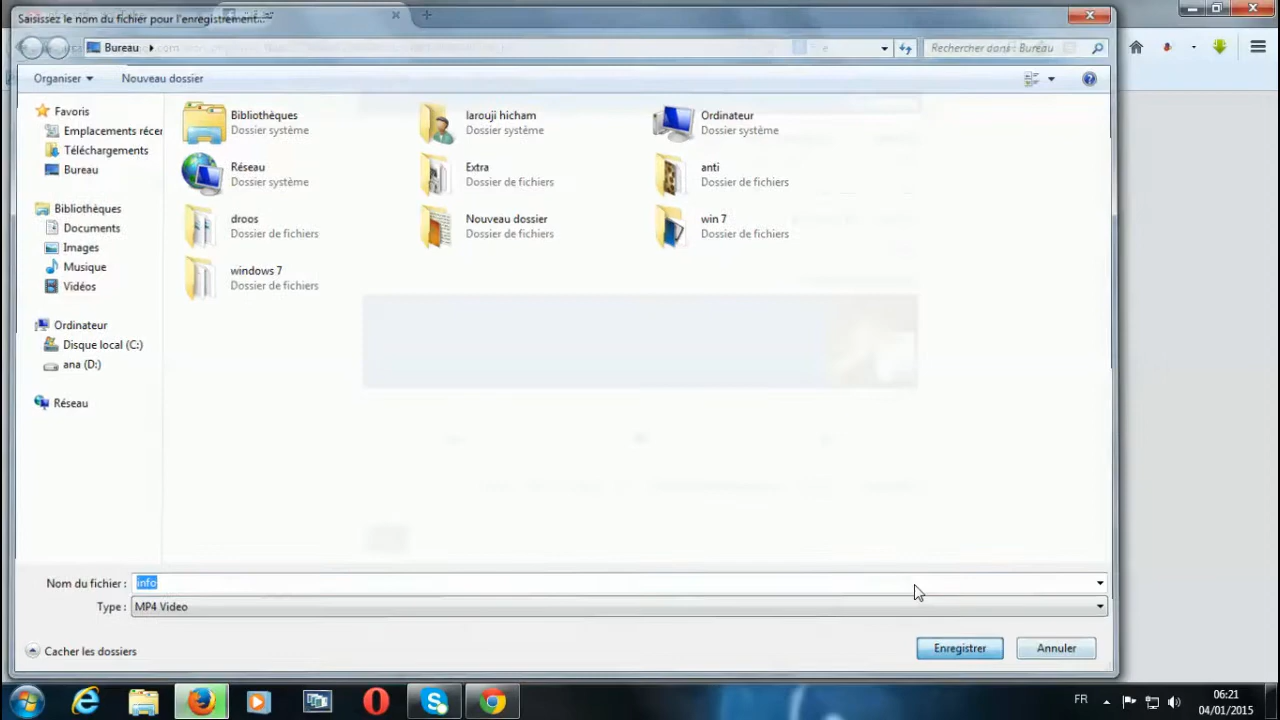 Saisissez le nom du fichier pour l'enregistrement...
Bureau
Rechercher dans : Bureau
Organiser
Nouveau dossier
Favoris
Emplacements récer
Téléchargements
Bureau
Bibliothèques
Documents
Images
Musique
Vidéos
Ordinateur
Disque local (C:)
ana (D:)
Réseau
Bibliothèques
Dossier système
larouji hicham
Dossier système
Ordinateur
Dossier système
Réseau
Dossier système
Extra
Dossier de fichiers
anti
Dossier de fichiers
droos
Dossier de fichiers
Nouveau dossier
Dossier de fichiers
win 7
Dossier de fichiers
windows 7
Dossier de fichiers
Nom du fichier : info
Type : MP4 Video
Cacher les dossiers
Enregistrer
Annuler
FR
06:21
04/01/2015